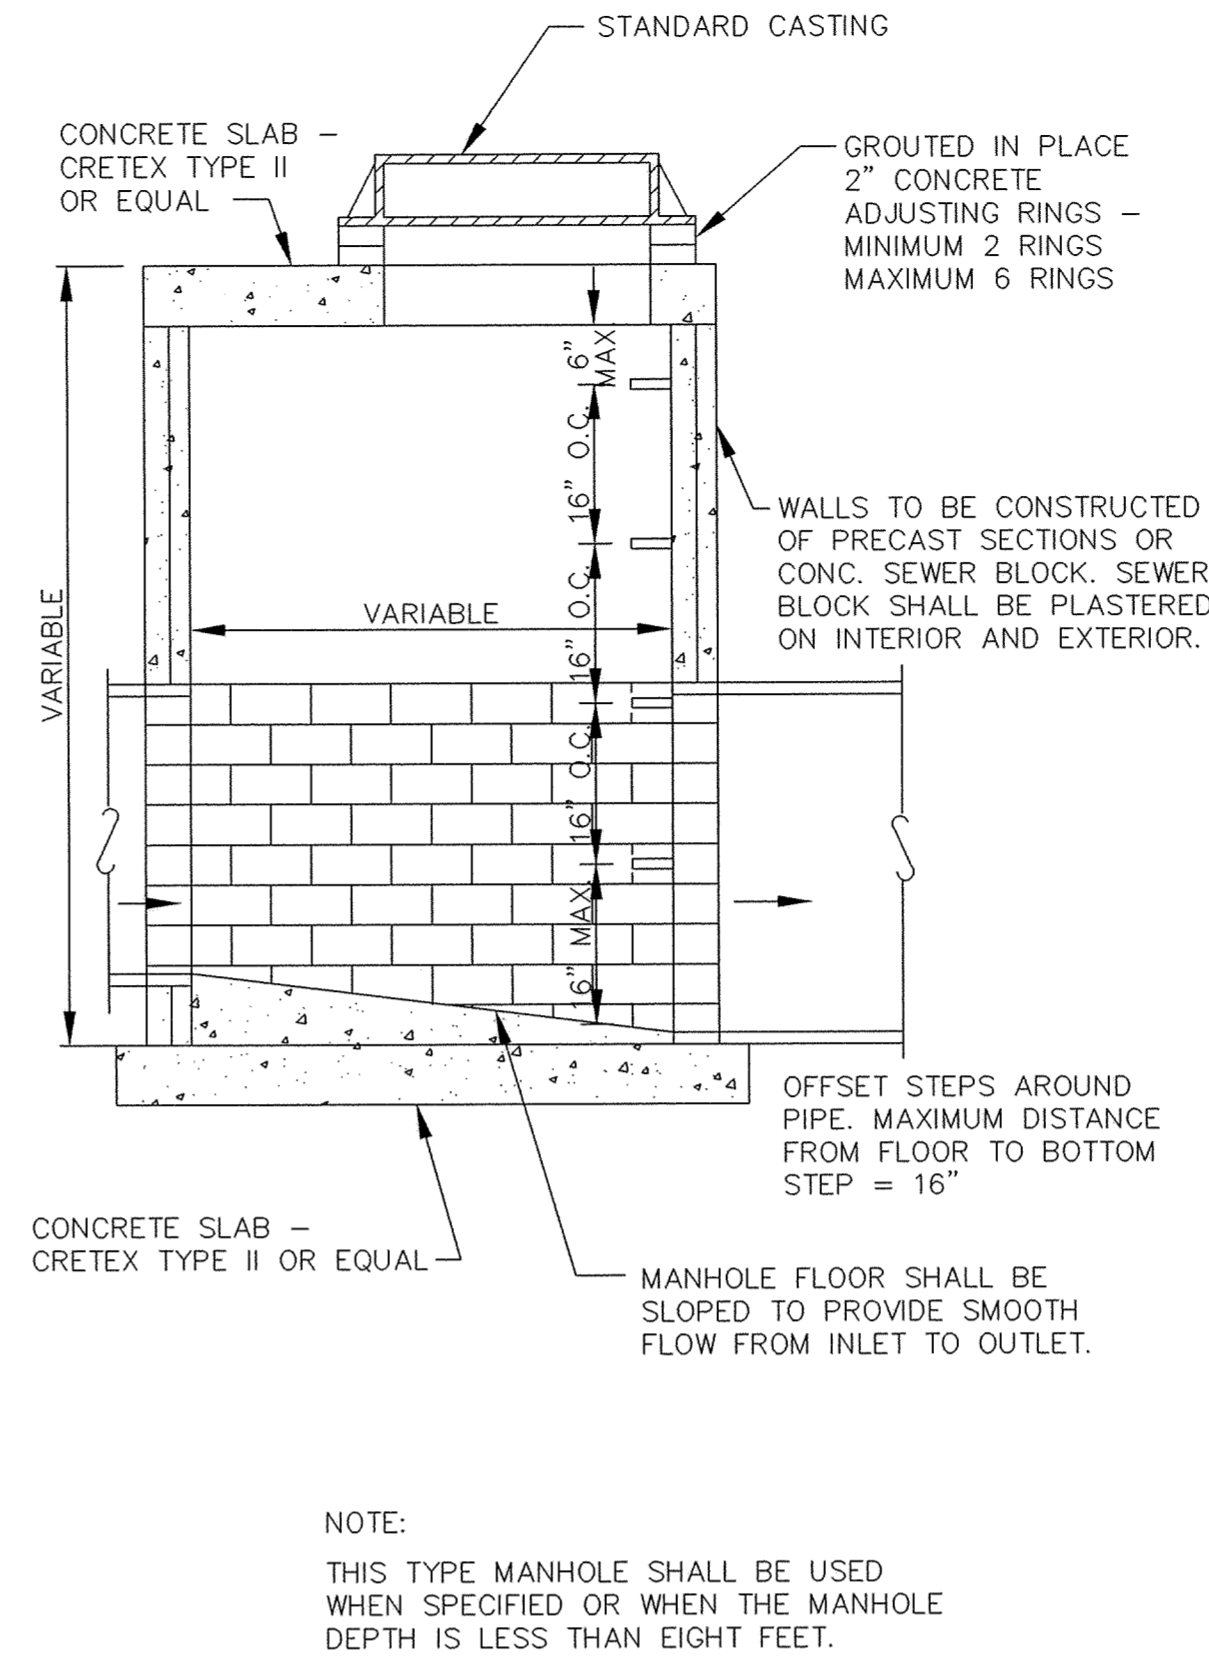 STANDARD CASTING
CONCRETE SLAB –
CRETEX TYPE II
OR EQUAL
GROUTED IN PLACE
2" CONCRETE
ADJUSTING RINGS –
MINIMUM 2 RINGS
MAXIMUM 6 RINGS
6"
MAX
16" O.C.
WALLS TO BE CONSTRUCTED
OF PRECAST SECTIONS OR
CONC. SEWER BLOCK. SEWER
BLOCK SHALL BE PLASTERED
ON INTERIOR AND EXTERIOR.
VARIABLE
VARIABLE
16" O.C.
16" O.C.
16" MAX.
OFFSET STEPS AROUND
PIPE. MAXIMUM DISTANCE
FROM FLOOR TO BOTTOM
STEP = 16"
CONCRETE SLAB –
CRETEX TYPE II OR EQUAL
MANHOLE FLOOR SHALL BE
SLOPED TO PROVIDE SMOOTH
FLOW FROM INLET TO OUTLET.
NOTE:
THIS TYPE MANHOLE SHALL BE USED
WHEN SPECIFIED OR WHEN THE MANHOLE
DEPTH IS LESS THAN EIGHT FEET.